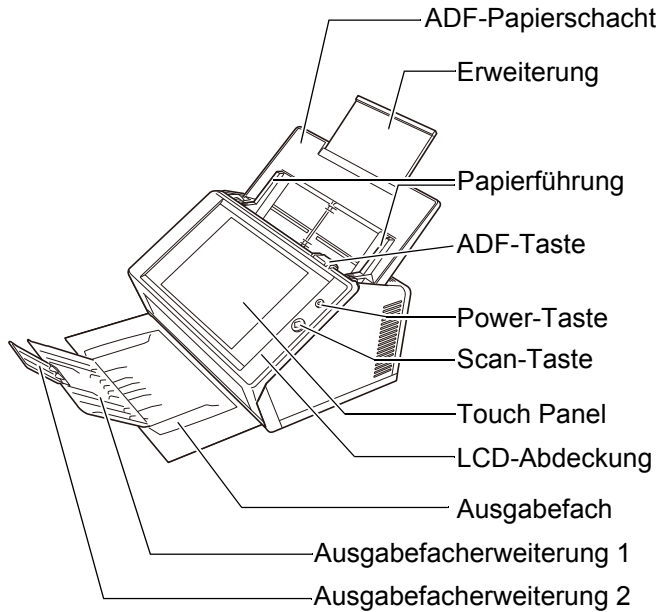 ADF-Papierschacht
Erweiterung
Papierführung
ADF-Taste
Power-Taste
Scan-Taste
Touch Panel
LCD-Abdeckung
Ausgabefach
Ausgabefacherweiterung 1
Ausgabefacherweiterung 2